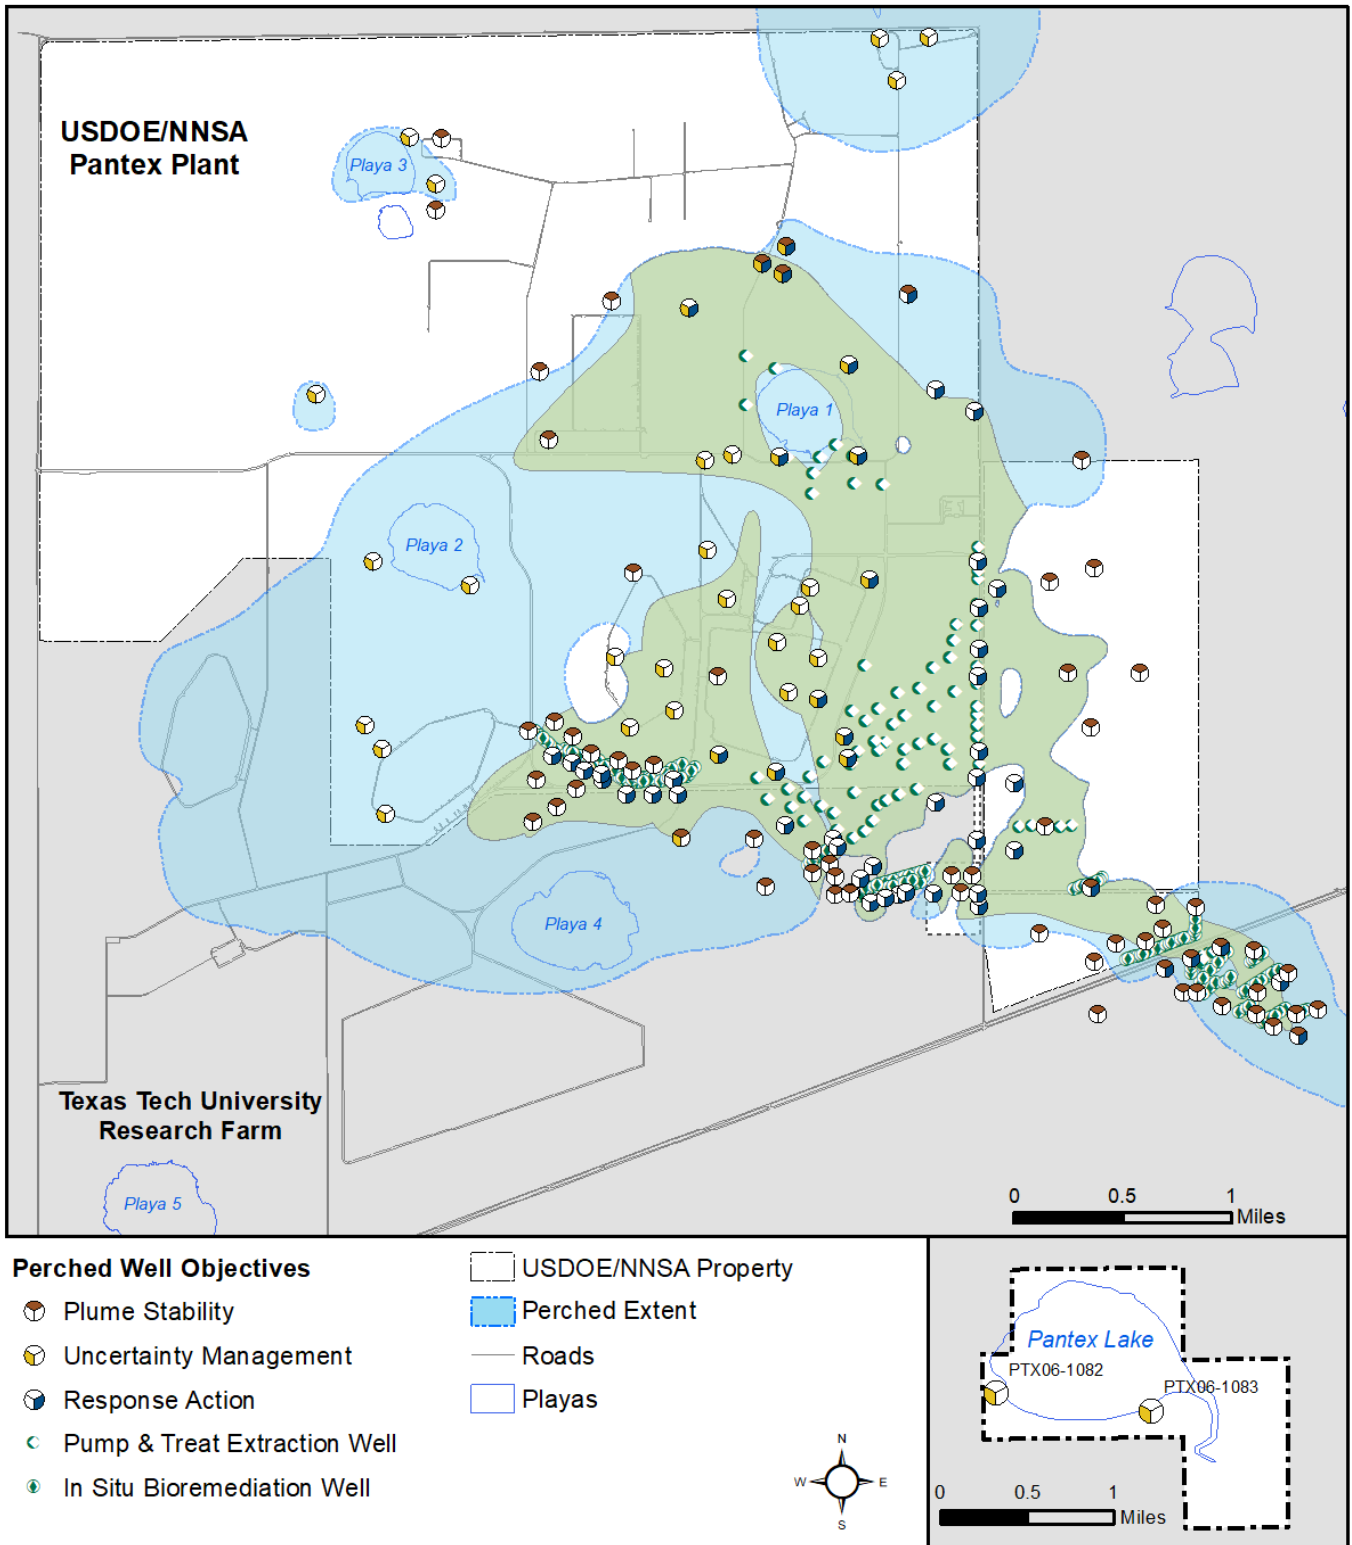 USDOE/NNSA
Pantex Plant
Playa 3
Playa 1
Playa 2
Playa 4
Texas Tech University
Research Farm
Playa 5
0 0.5 1
Miles
Perched Well Objectives
Plume Stability
Uncertainty Management
Response Action
Pump & Treat Extraction Well
In Situ Bioremediation Well
USDOE/NNSA Property
Perched Extent
Roads
Playas
N
W E
S
Pantex Lake
PTX06-1082
PTX06-1083
0 0.5 1
Miles